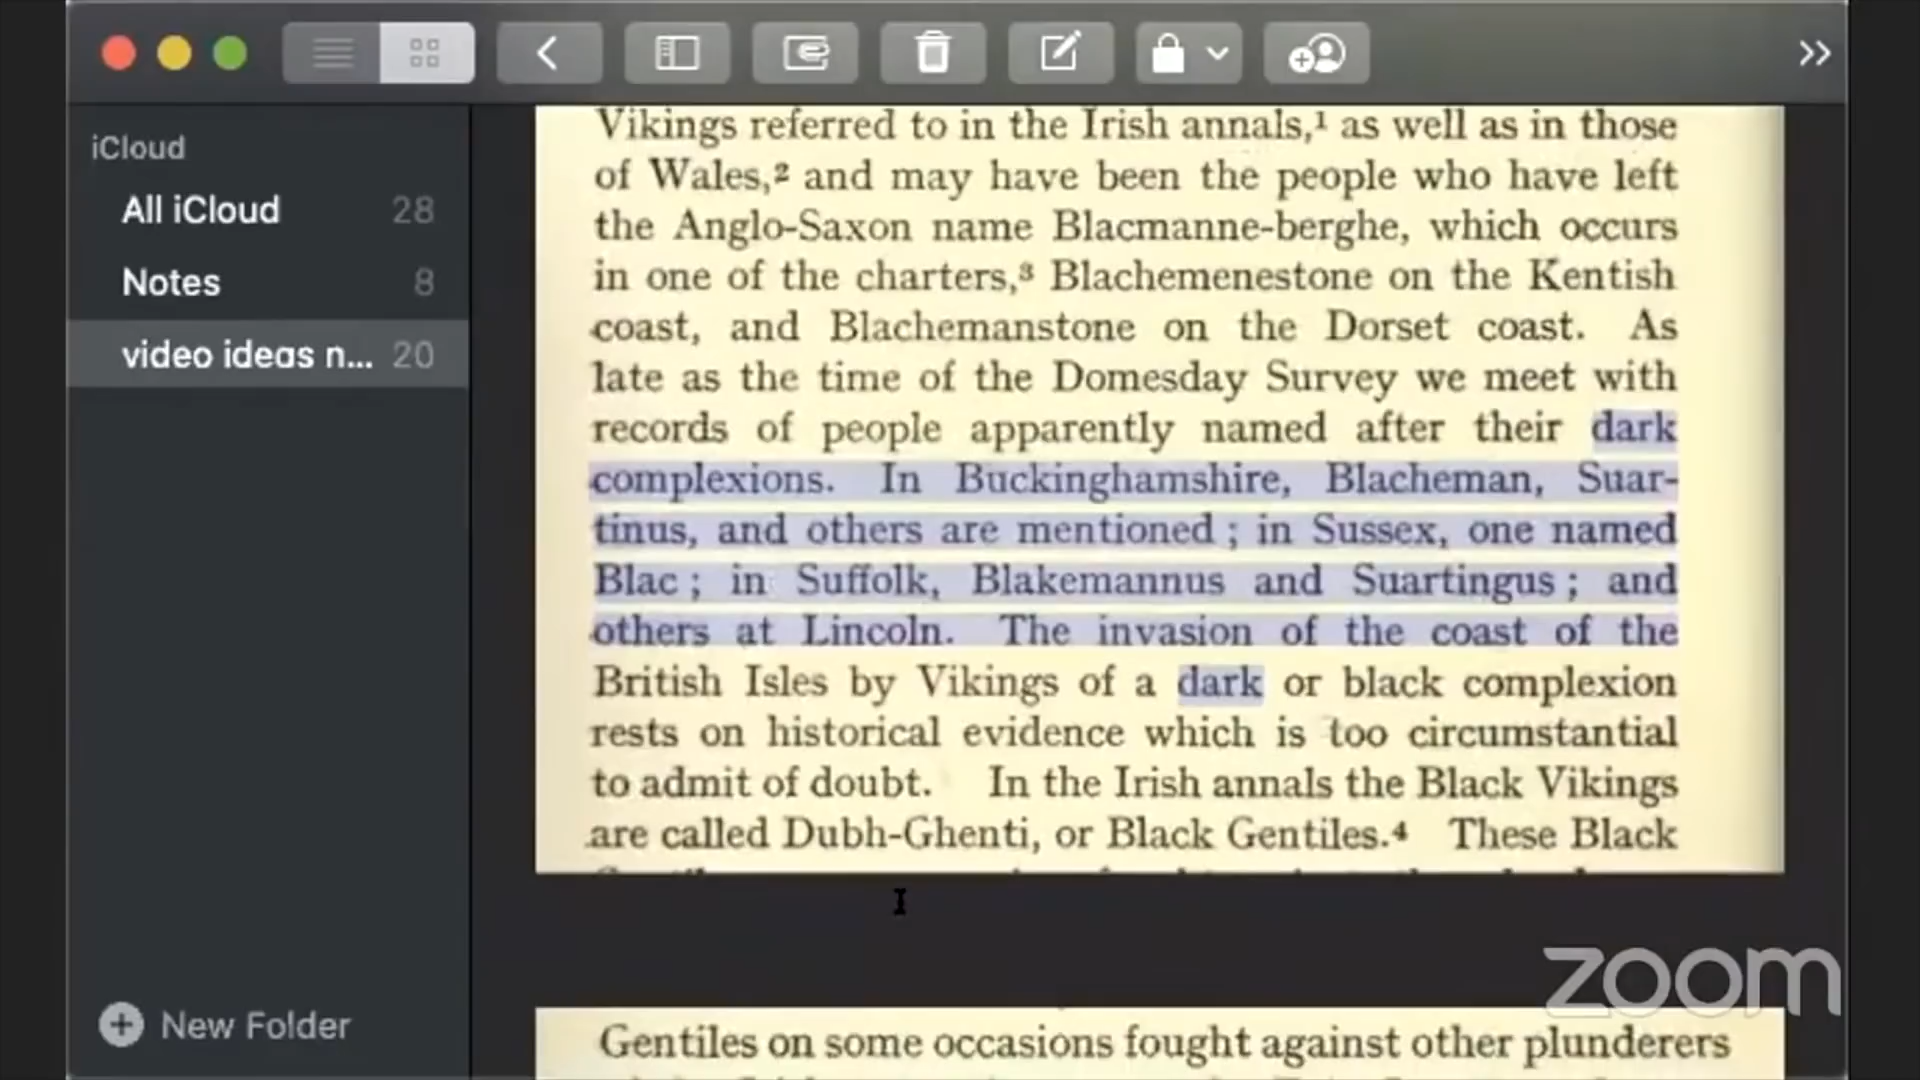 iCloud
All iCloud 28
Notes 8
video ideas n... 20
New Folder
Vikings referred to in the Irish annals,¹ as well as in those
of Wales,² and may have been the people who have left
the Anglo-Saxon name Blacmanne-berghe, which occurs
in one of the charters,³ Blachemenestone on the Kentish
coast, and Blachemanstone on the Dorset coast. As
late as the time of the Domesday Survey we meet with
records of people apparently named after their dark
complexions. In Buckinghamshire, Blacheman, Suar-
tinus, and others are mentioned ; in Sussex, one named
Blac ; in Suffolk, Blakemannus and Suartingus ; and
others at Lincoln. The invasion of the coast of the
British Isles by Vikings of a dark or black complexion
rests on historical evidence which is too circumstantial
to admit of doubt. In the Irish annals the Black Vikings
are called Dubh-Ghenti, or Black Gentiles.⁴ These Black
Gentiles on some occasions fought against other plunderers
zoom